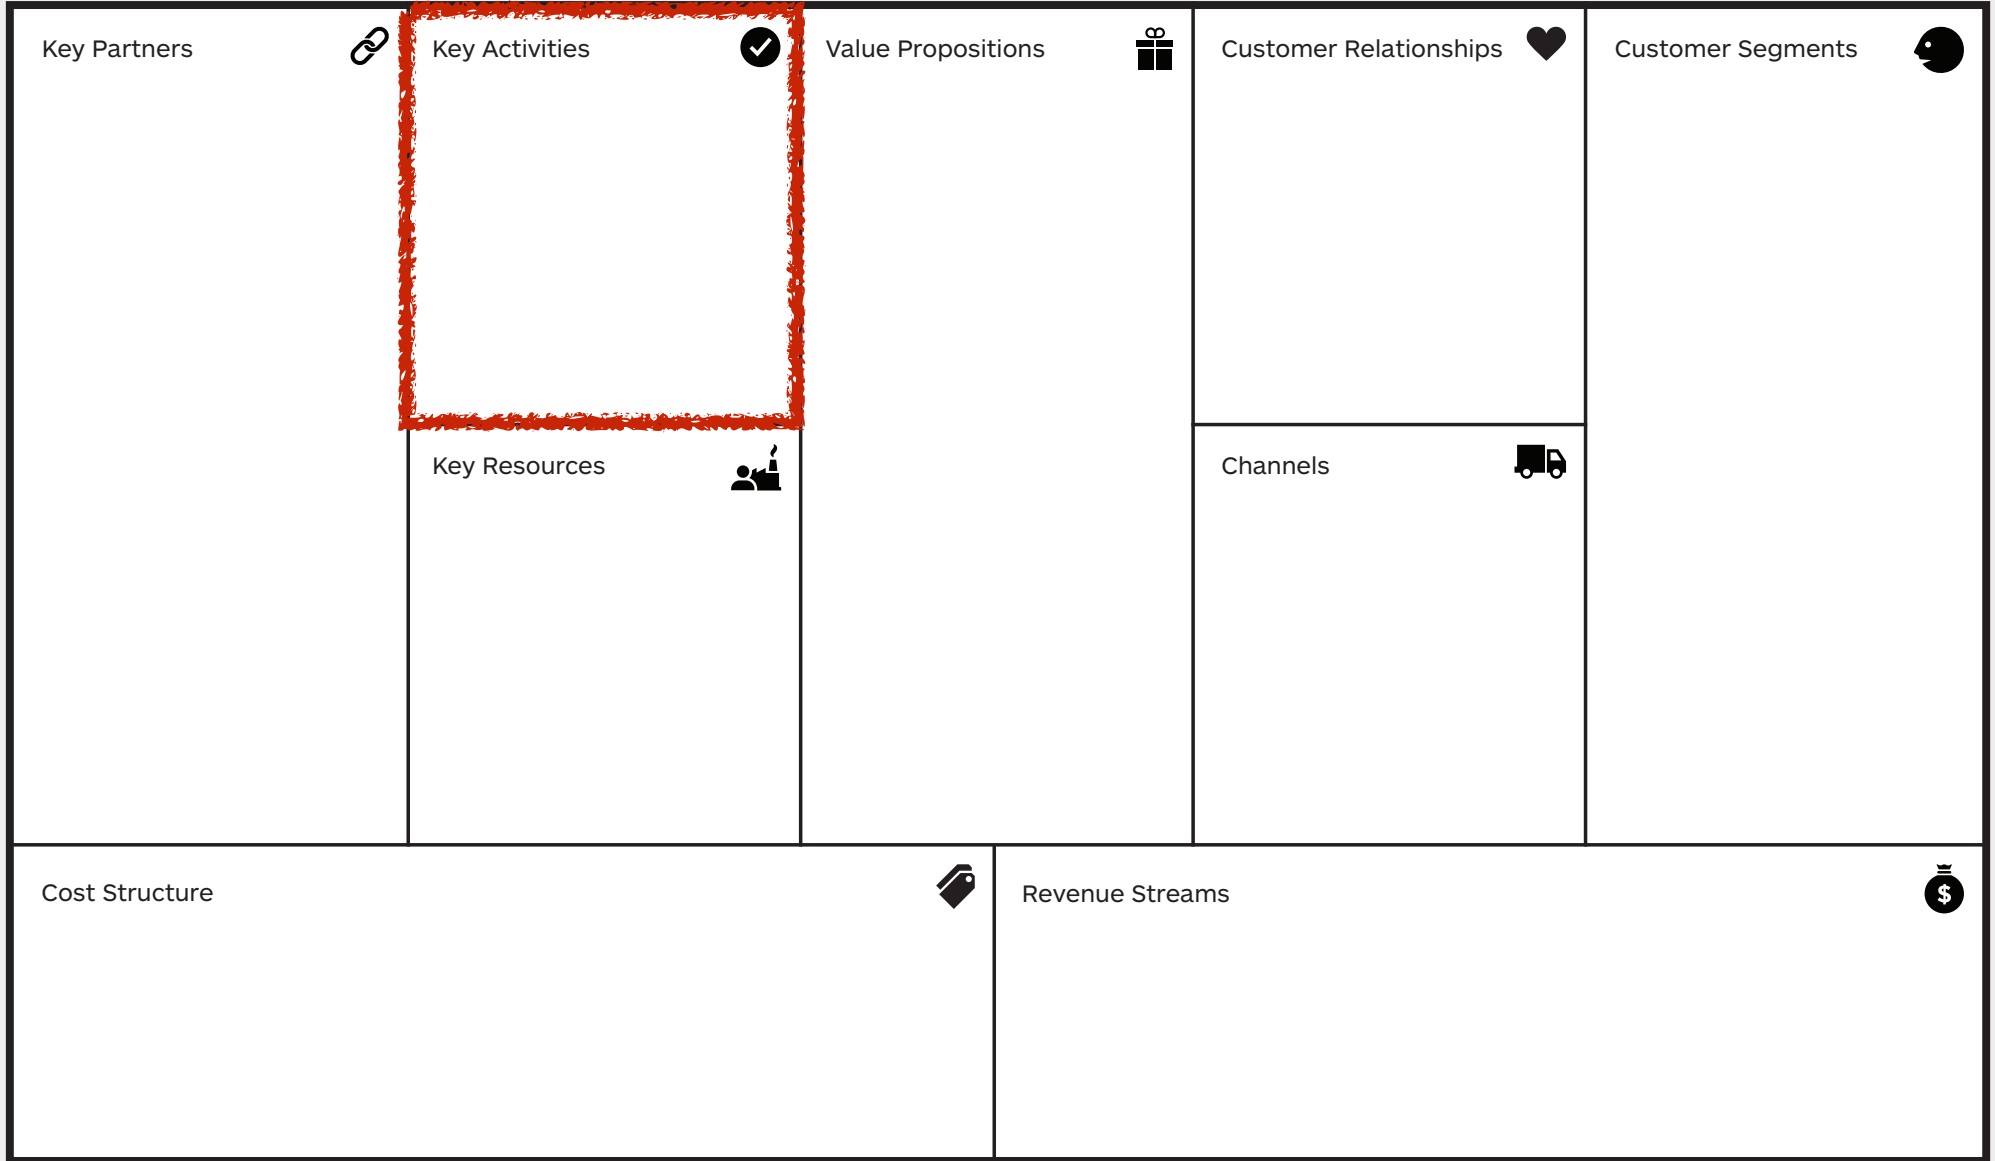 Key Partners
Key Activities
Value Propositions
Customer Relationships
Customer Segments
Key Resources
Channels
Cost Structure
Revenue Streams
$